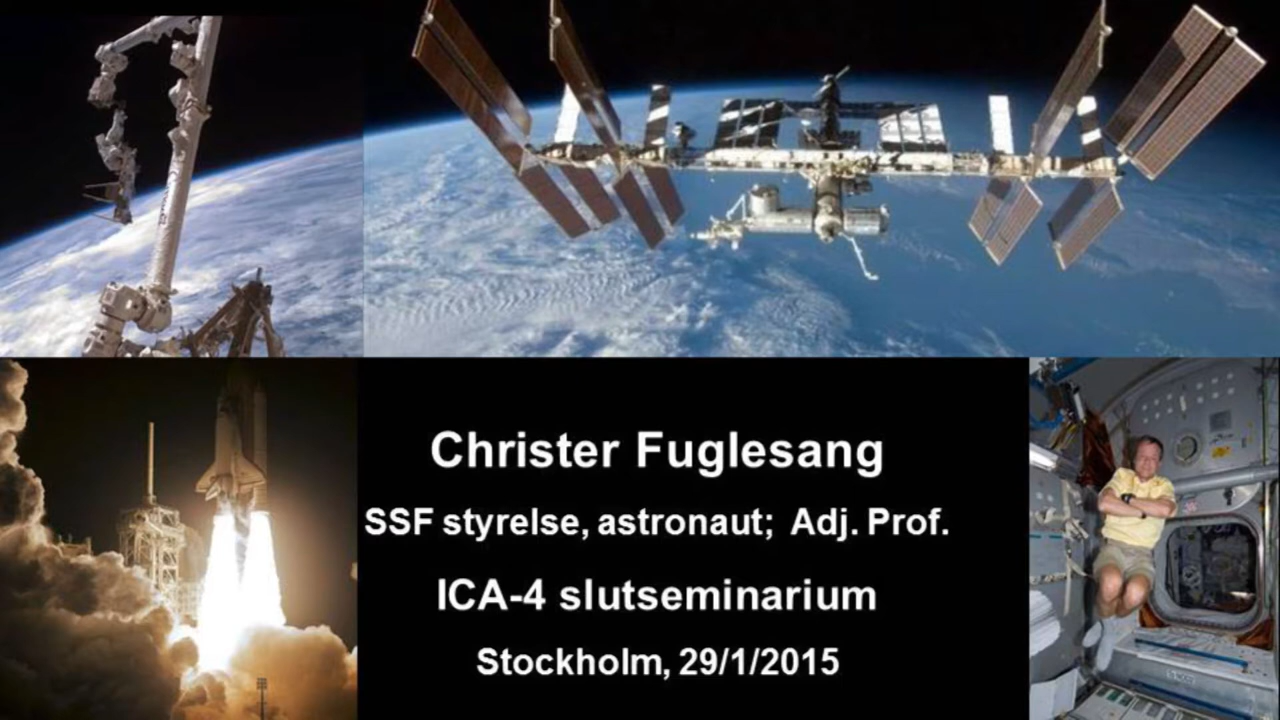 Christer Fuglesang
SSF styrelse, astronaut; Adj. Prof.
ICA-4 slutseminarium
Stockholm, 29/1/2015